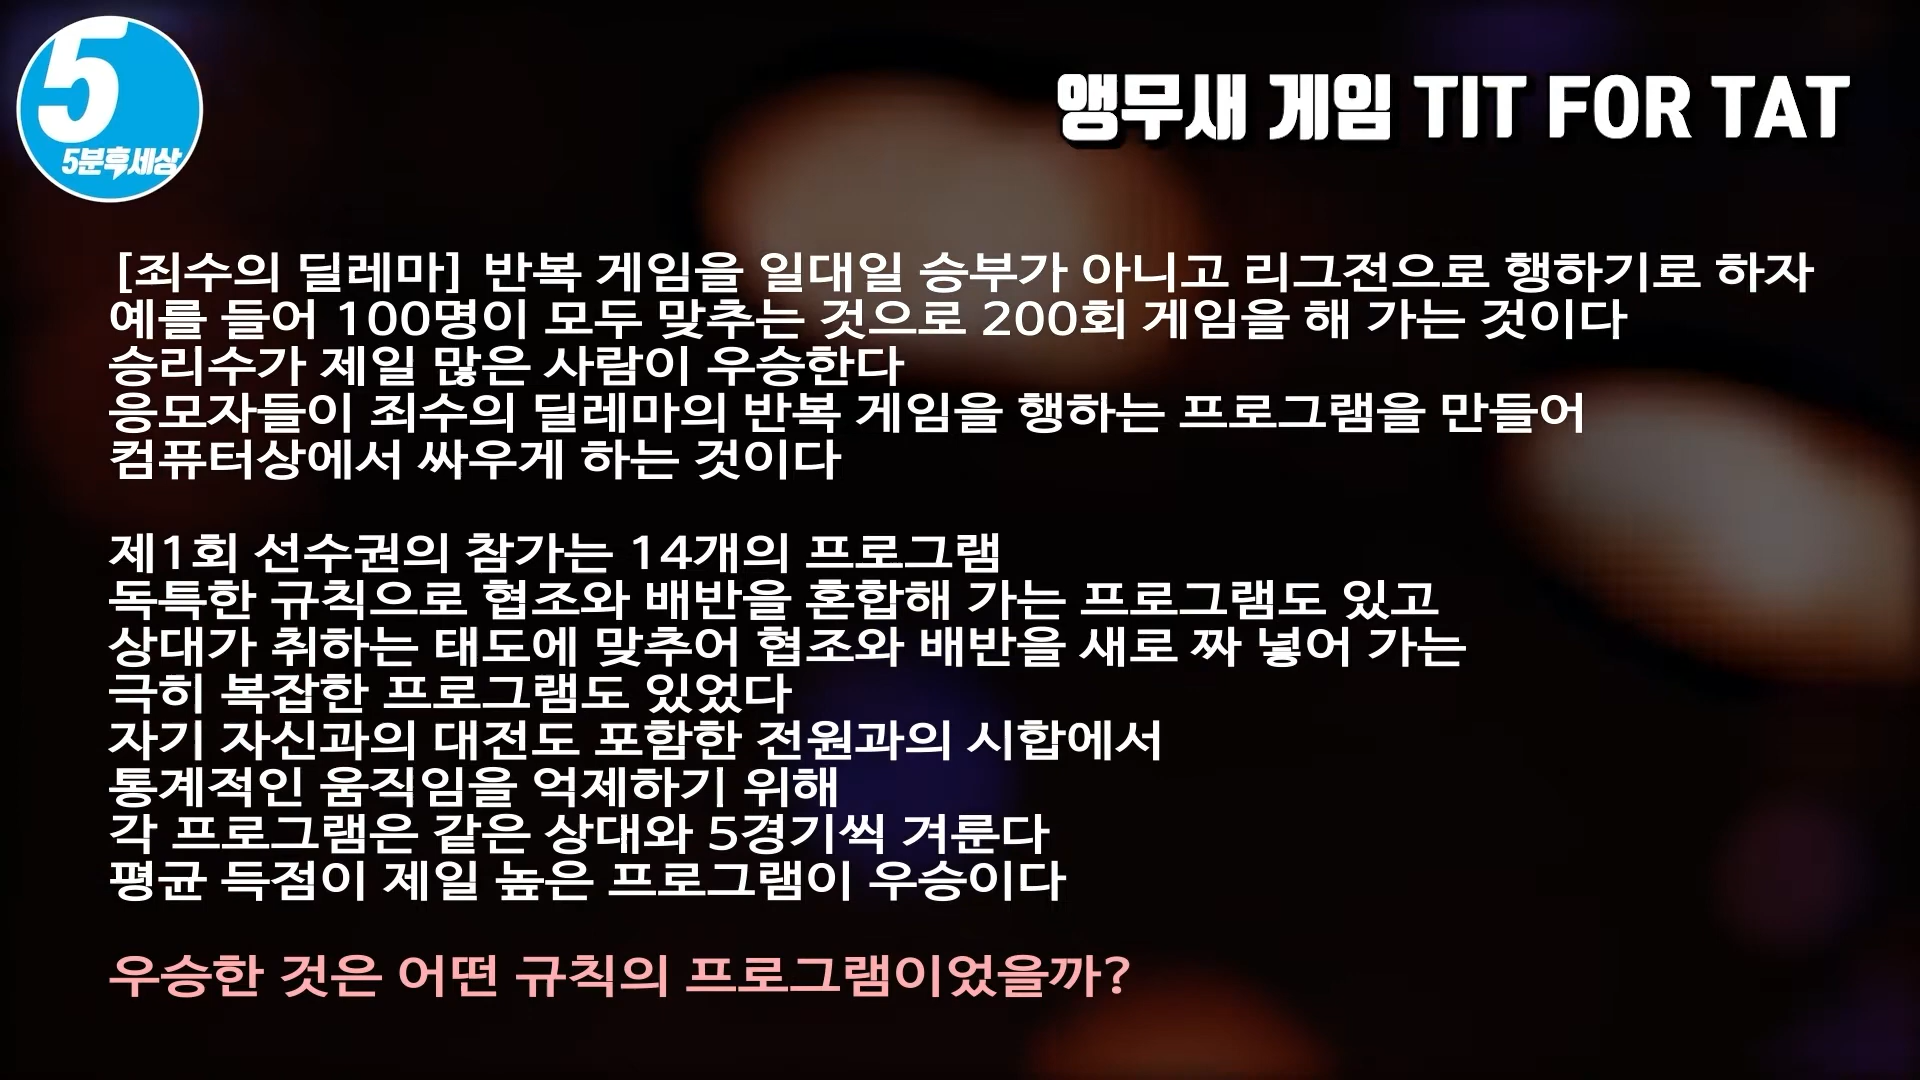 5
5분후세상
앵무새 게임 TIT FOR TAT
[죄수의 딜레마] 반복 게임을 일대일 승부가 아니고 리그전으로 행하기로 하자
예를 들어 100명이 모두 맞추는 것으로 200회 게임을 해 가는 것이다
승리수가 제일 많은 사람이 우승한다
응모자들이 죄수의 딜레마의 반복 게임을 행하는 프로그램을 만들어
컴퓨터상에서 싸우게 하는 것이다
제1회 선수권의 참가는 14개의 프로그램
독특한 규칙으로 협조와 배반을 혼합해 가는 프로그램도 있고
상대가 취하는 태도에 맞추어 협조와 배반을 새로 짜 넣어 가는
극히 복잡한 프로그램도 있었다
자기 자신과의 대전도 포함한 전원과의 시합에서
통계적인 움직임을 억제하기 위해
각 프로그램은 같은 상대와 5경기씩 겨룬다
평균 득점이 제일 높은 프로그램이 우승이다
우승한 것은 어떤 규칙의 프로그램이었을까?